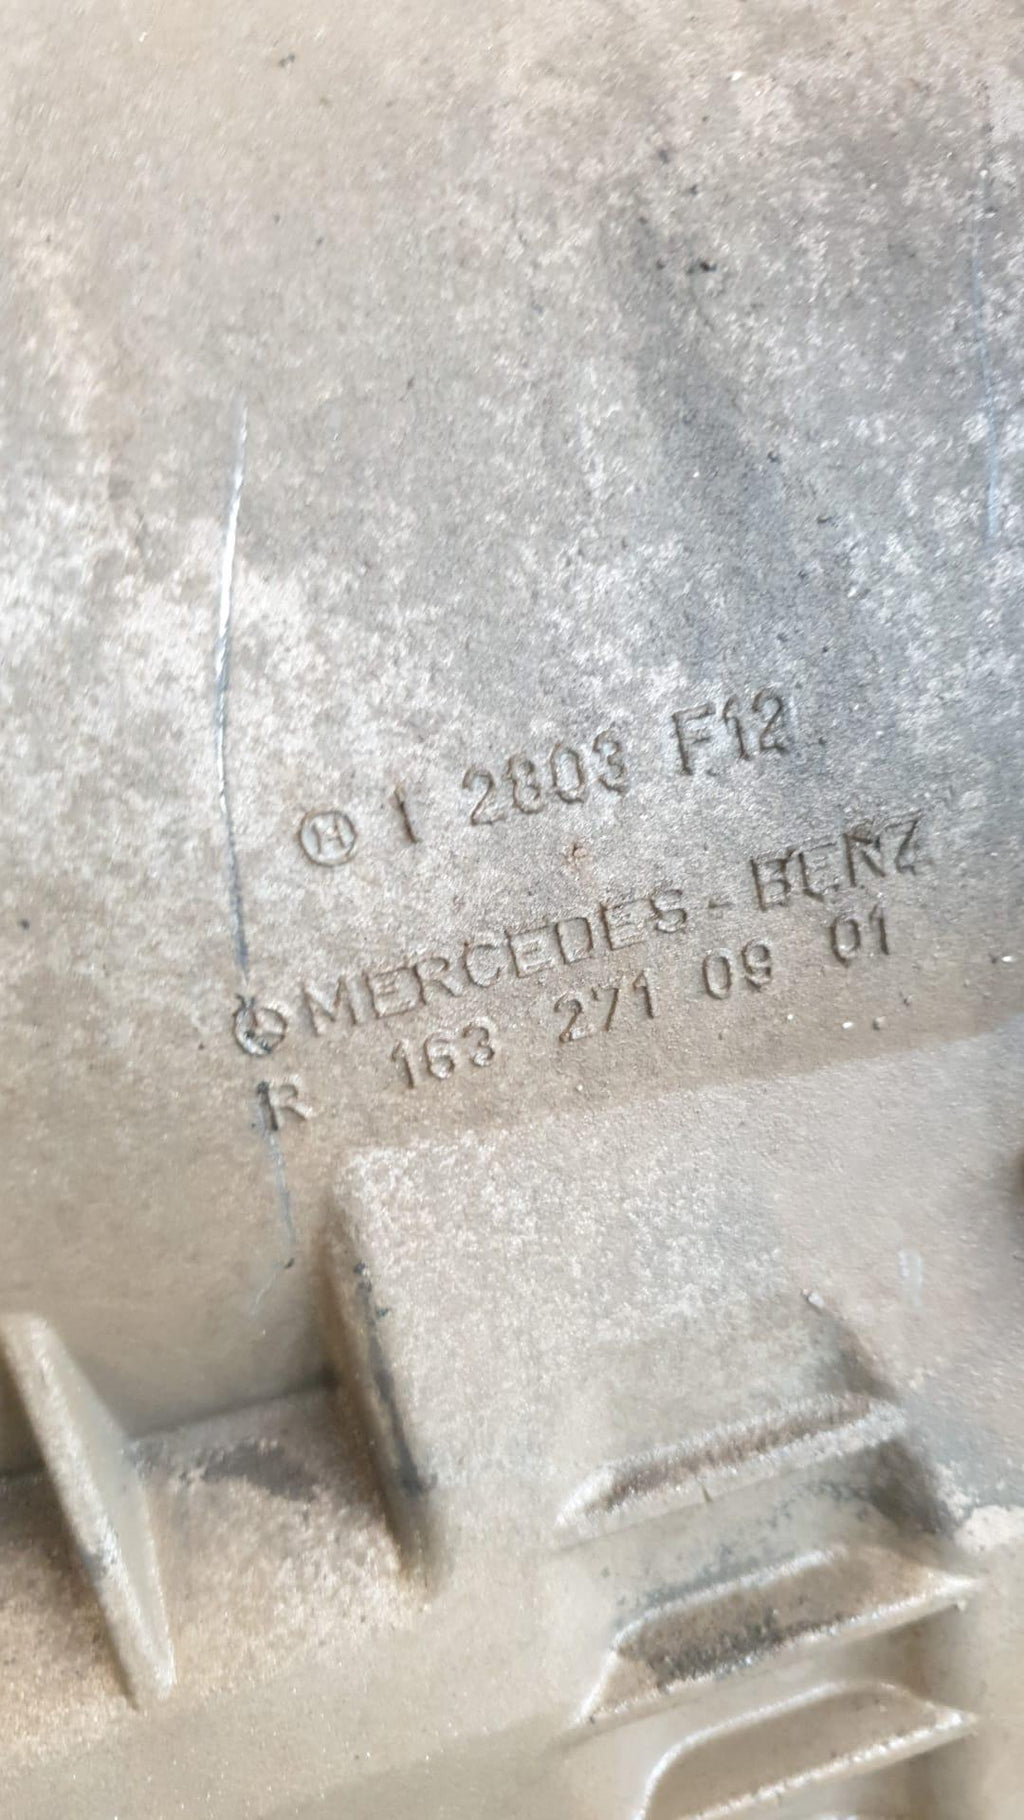 H 1 2803 F12
MERCEDES-BENZ
R 163 271 09 01